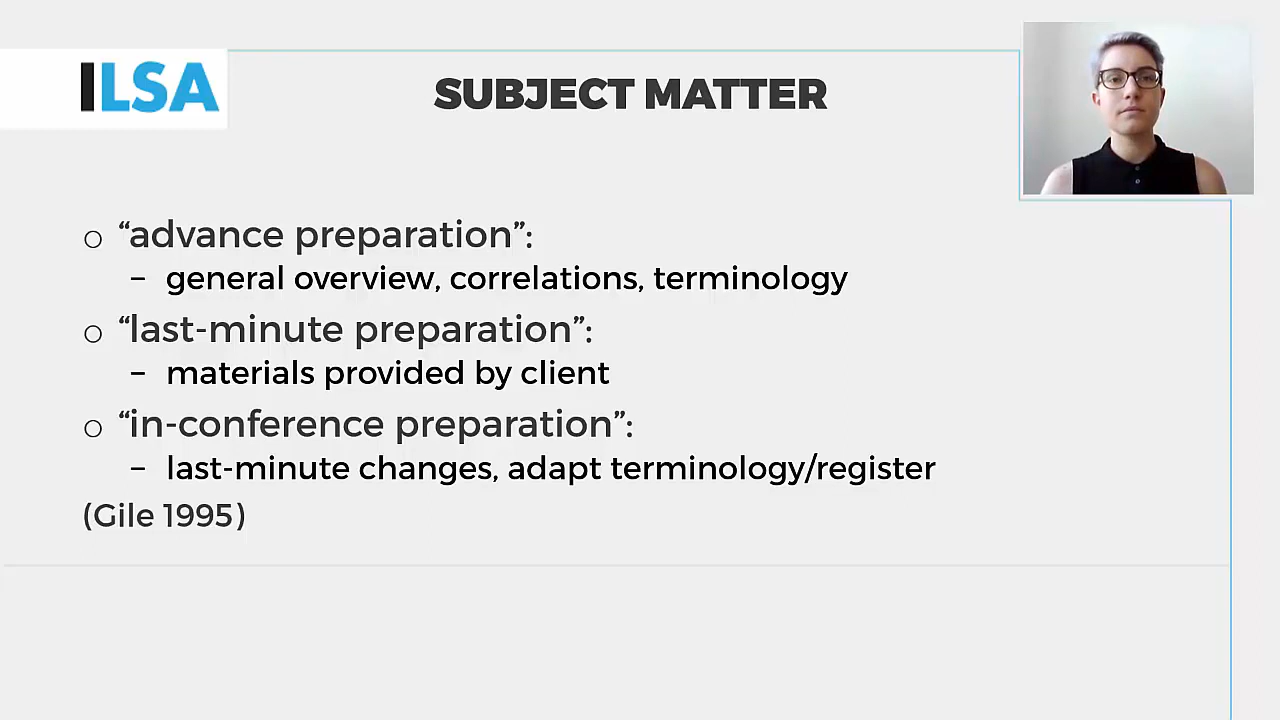 ILSA
SUBJECT MATTER
o “advance preparation”:
– general overview, correlations, terminology
o “last-minute preparation”:
– materials provided by client
o “in-conference preparation”:
– last-minute changes, adapt terminology/register
(Gile 1995)